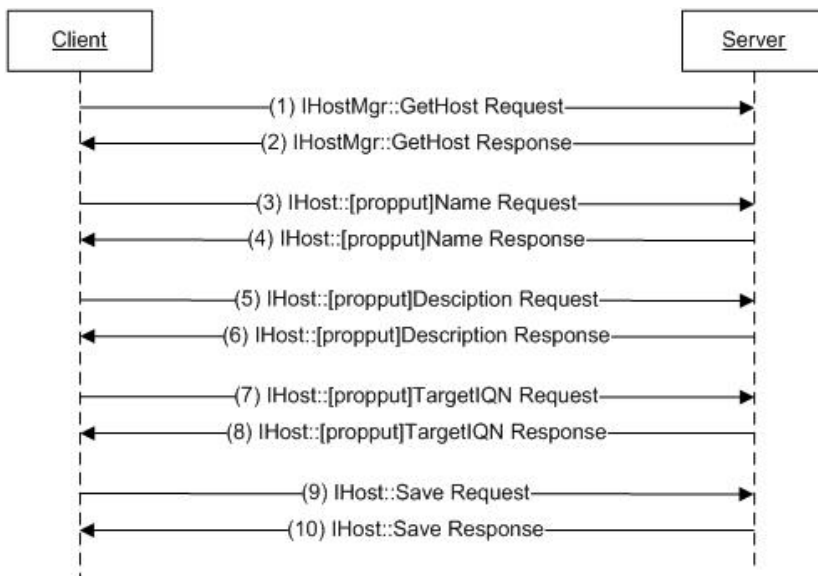 Client
Server
(1) IHostMgr::GetHost Request
(2) IHostMgr::GetHost Response
(3) IHost::[propput]Name Request
(4) IHost::[propput]Name Response
(5) IHost::[propput]Desciption Request
(6) IHost::[propput]Description Response
(7) IHost::[propput]TargetIQN Request
(8) IHost::[propput]TargetIQN Response
(9) IHost::Save Request
(10) IHost::Save Response